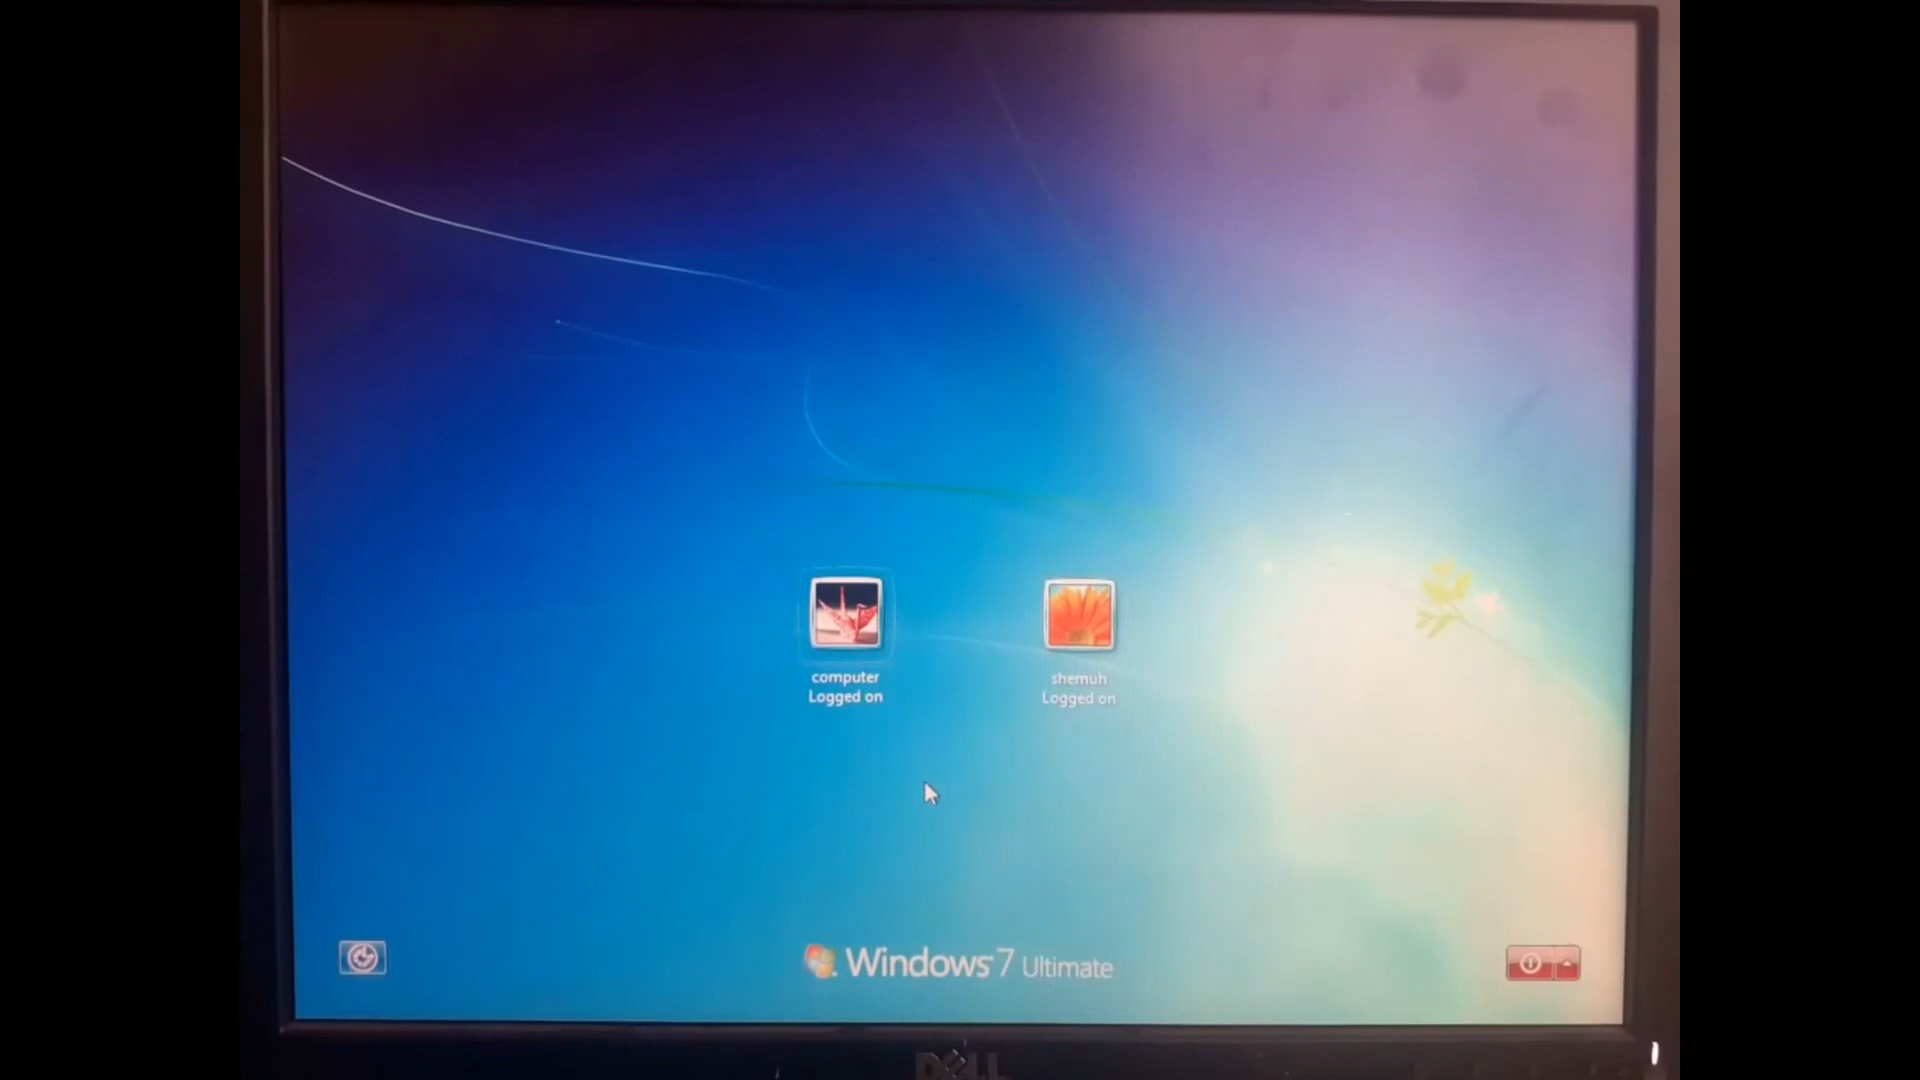 computer
Logged on
shemuh
Logged on
Windows 7 Ultimate
DELL